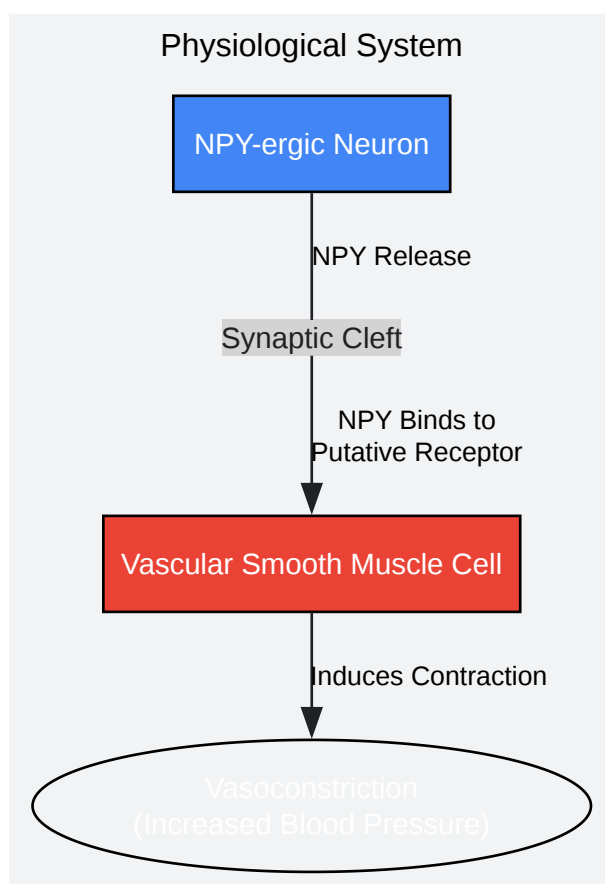 Physiological System
NPY-ergic Neuron
NPY Release
Synaptic Cleft
NPY Binds to
Putative Receptor
Vascular Smooth Muscle Cell
Induces Contraction
Vasoconstriction
(Increased Blood Pressure)